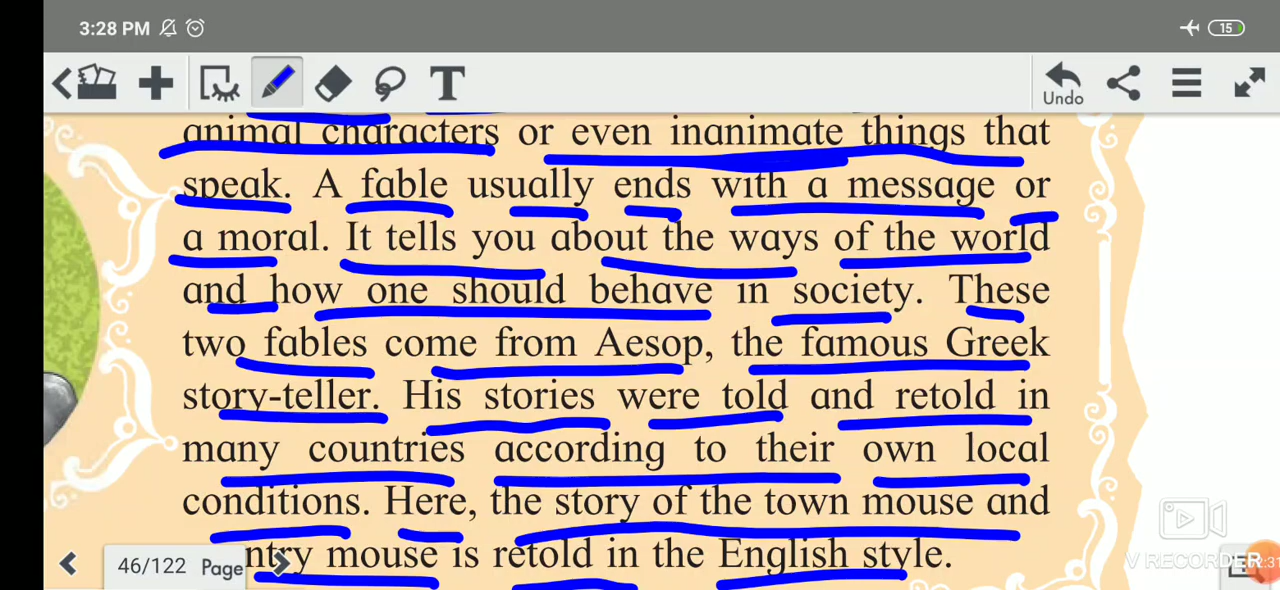 3:28 PM
15
T
Undo
animal characters or even inanimate things that
speak. A fable usually ends with a message or
a moral. It tells you about the ways of the world
and how one should behave in society. These
two fables come from Aesop, the famous Greek
story-teller. His stories were told and retold in
many countries according to their own local
conditions. Here, the story of the town mouse and
ntry mouse is retold in the English style.
46/122 Page
V RECORDER
2:31